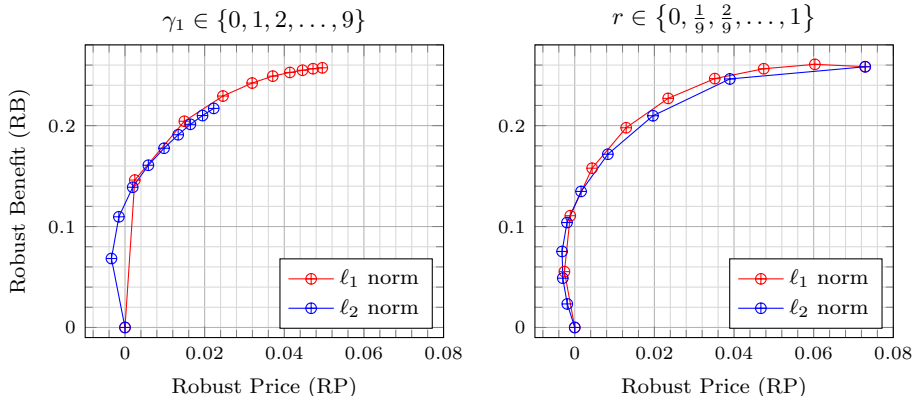 γ₁ ∈ {0, 1, 2, . . . , 9}
r ∈ {0, 1/9, 2/9, . . . , 1}
Robust Benefit (RB)
0.2
0.1
0
ℓ₁ norm
ℓ₂ norm
0 0.02 0.04 0.06 0.08
Robust Price (RP)
0.2
0.1
0
ℓ₁ norm
ℓ₂ norm
0 0.02 0.04 0.06 0.08
Robust Price (RP)